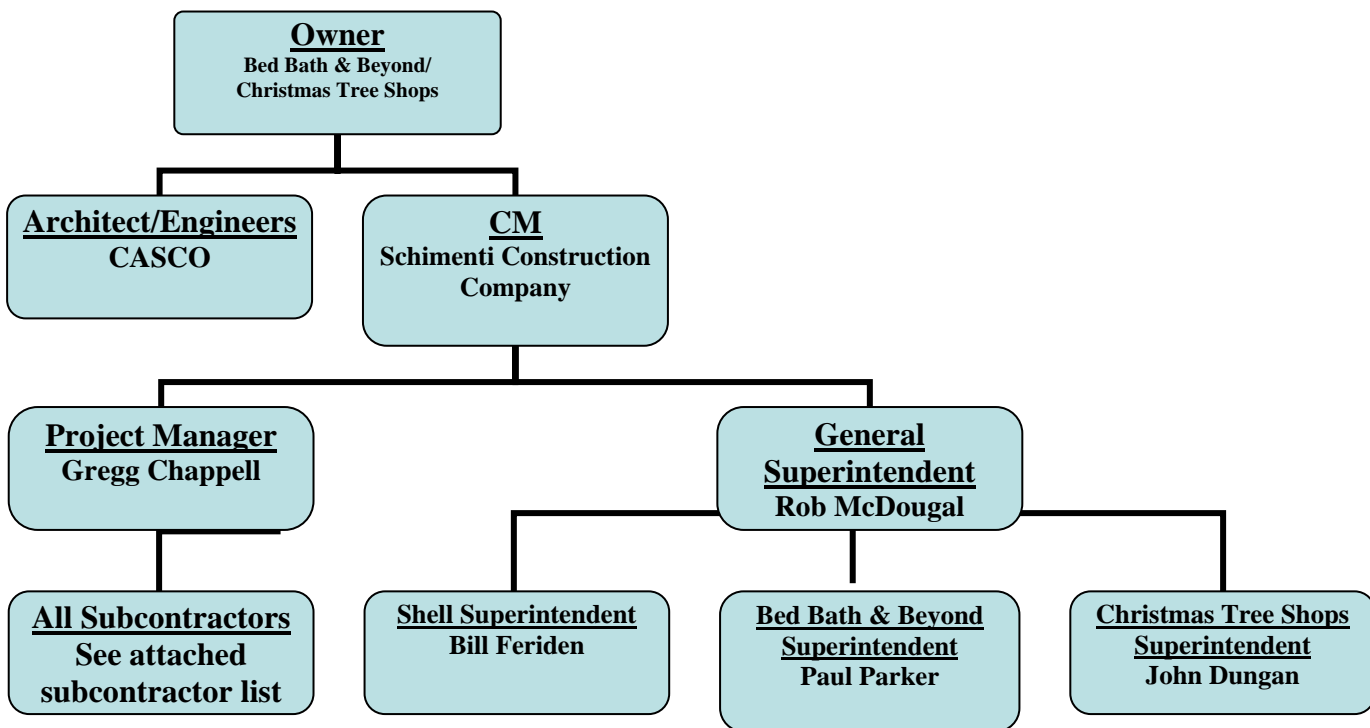 Owner
Bed Bath & Beyond/
Christmas Tree Shops
Architect/Engineers
CASCO
CM
Schimenti Construction
Company
Project Manager
Gregg Chappell
General
Superintendent
Rob McDougal
All Subcontractors
See attached
subcontractor list
Shell Superintendent
Bill Feriden
Bed Bath & Beyond
Superintendent
Paul Parker
Christmas Tree Shops
Superintendent
John Dungan